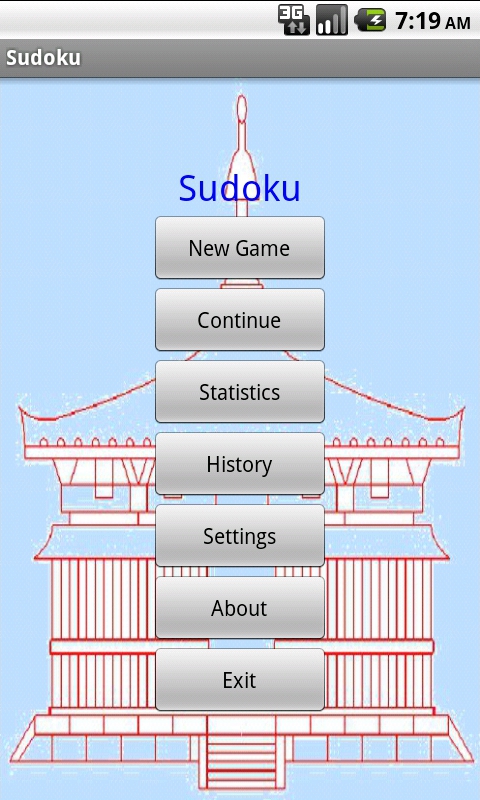 3G 7:19 AM
Sudoku
Sudoku
New Game
Continue
Statistics
History
Settings
About
Exit